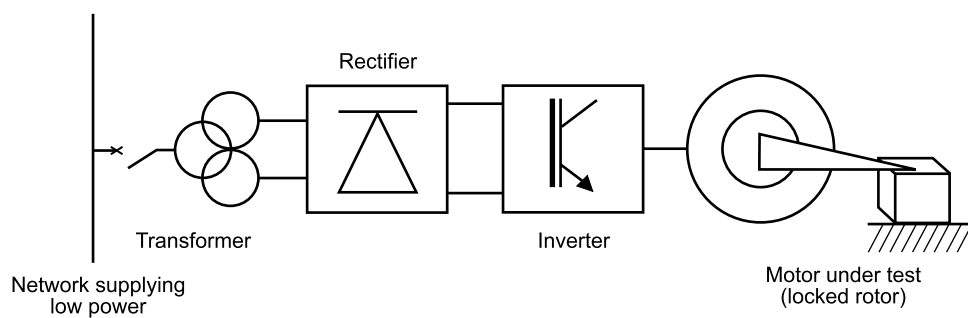 Rectifier
Transformer
Inverter
Network supplying
low power
Motor under test
(locked rotor)